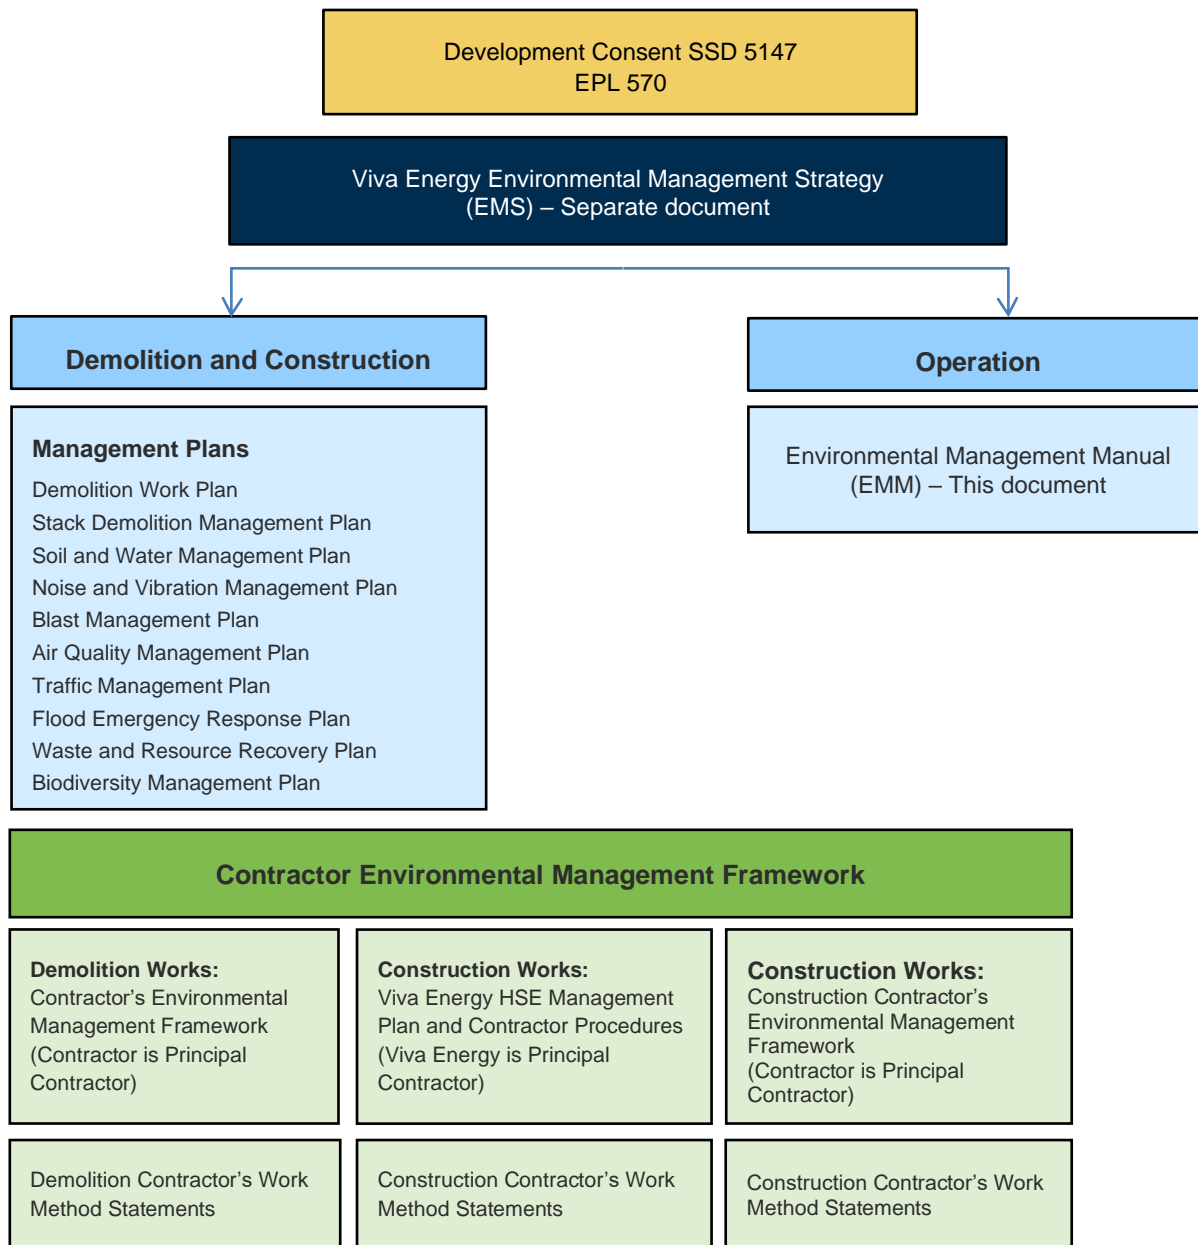 Development Consent SSD 5147
EPL 570
Viva Energy Environmental Management Strategy
(EMS) – Separate document
Demolition and Construction
Operation
Management Plans
Demolition Work Plan
Stack Demolition Management Plan
Soil and Water Management Plan
Noise and Vibration Management Plan
Blast Management Plan
Air Quality Management Plan
Traffic Management Plan
Flood Emergency Response Plan
Waste and Resource Recovery Plan
Biodiversity Management Plan
Environmental Management Manual
(EMM) – This document
Contractor Environmental Management Framework
Demolition Works:
Contractor’s Environmental
Management Framework
(Contractor is Principal
Contractor)
Construction Works:
Viva Energy HSE Management
Plan and Contractor Procedures
(Viva Energy is Principal
Contractor)
Construction Works:
Construction Contractor’s
Environmental Management
Framework
(Contractor is Principal
Contractor)
Demolition Contractor’s Work
Method Statements
Construction Contractor’s Work
Method Statements
Construction Contractor’s Work
Method Statements